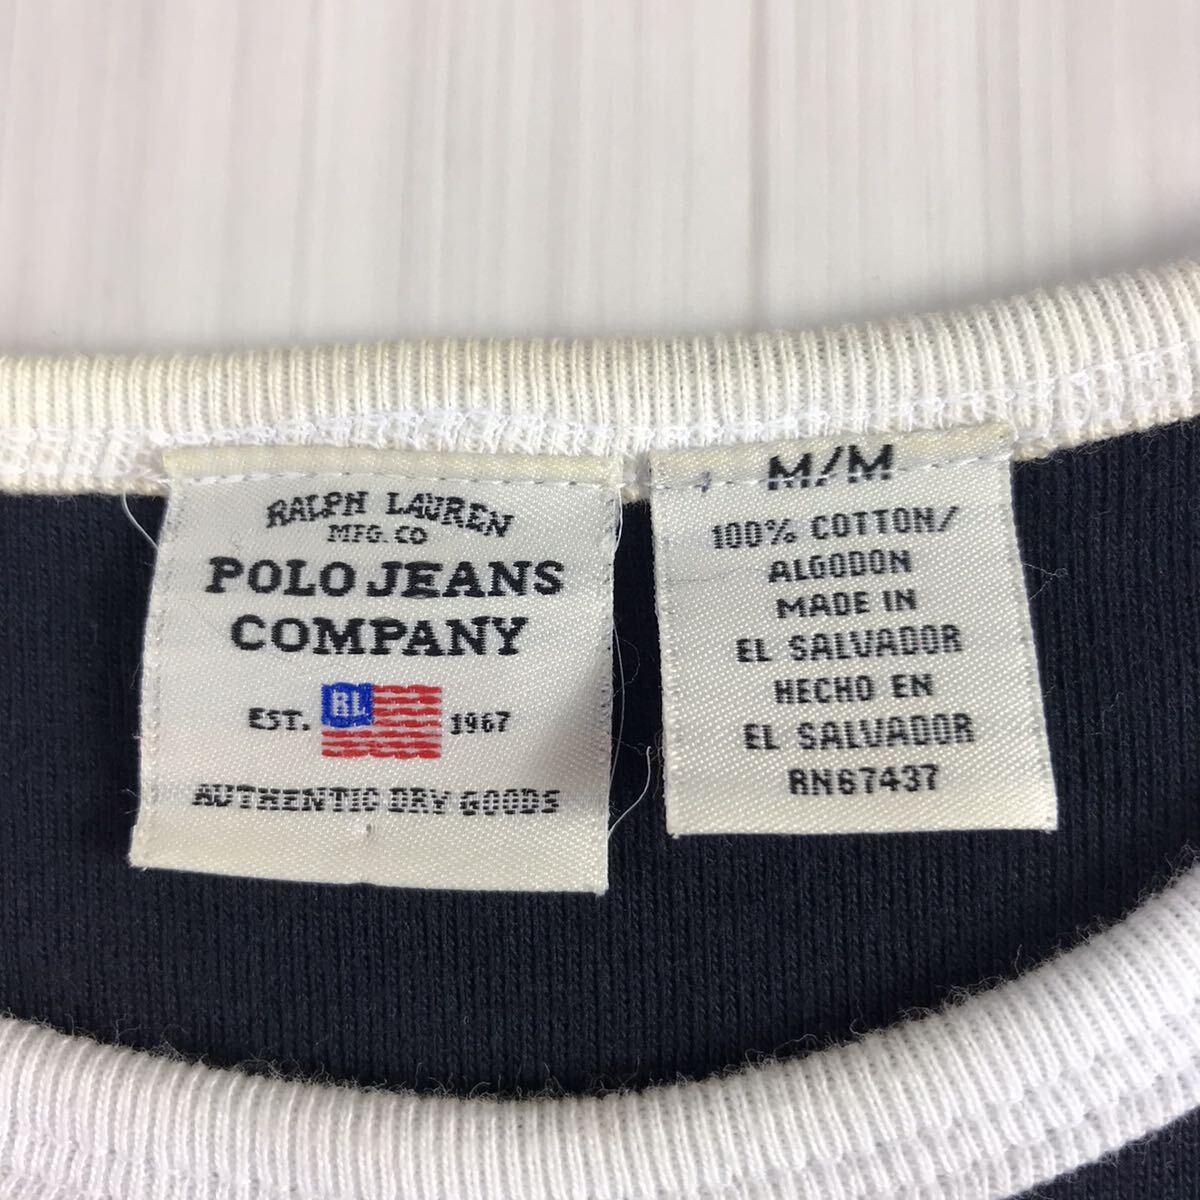 RALPH LAUREN
MFG. CO
POLO JEANS
COMPANY
EST. RL 1967
AUTHENTIC DRY GOODS
M/M
100% COTTON/
ALGODON
MADE IN
EL SALVADOR
HECHO EN
EL SALVADOR
RN67437